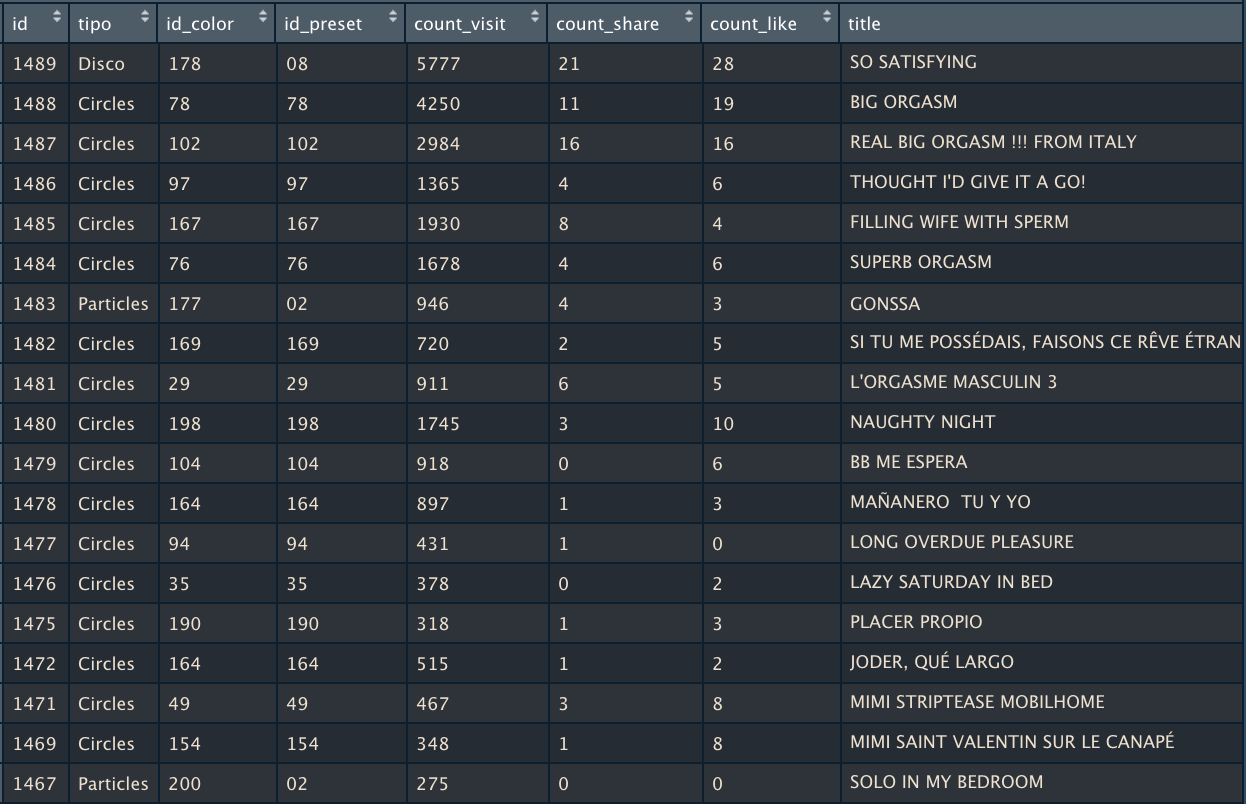 id tipo id_color id_preset count_visit count_share count_like title
1489 Disco 178 08 5777 21 28 SO SATISFYING
1488 Circles 78 78 4250 11 19 BIG ORGASM
1487 Circles 102 102 2984 16 16 REAL BIG ORGASM !!! FROM ITALY
1486 Circles 97 97 1365 4 6 THOUGHT I'D GIVE IT A GO!
1485 Circles 167 167 1930 8 4 FILLING WIFE WITH SPERM
1484 Circles 76 76 1678 4 6 SUPERB ORGASM
1483 Particles 177 02 946 4 3 GONSSA
1482 Circles 169 169 720 2 5 SI TU ME POSSÉDAIS, FAISONS CE RÊVE ÉTRAN
1481 Circles 29 29 911 6 5 L'ORGASME MASCULIN 3
1480 Circles 198 198 1745 3 10 NAUGHTY NIGHT
1479 Circles 104 104 918 0 6 BB ME ESPERA
1478 Circles 164 164 897 1 3 MAÑANERO  TU Y YO
1477 Circles 94 94 431 1 0 LONG OVERDUE PLEASURE
1476 Circles 35 35 378 0 2 LAZY SATURDAY IN BED
1475 Circles 190 190 318 1 3 PLACER PROPIO
1472 Circles 164 164 515 1 2 JODER, QUÉ LARGO
1471 Circles 49 49 467 3 8 MIMI STRIPTEASE MOBILHOME
1469 Circles 154 154 348 1 8 MIMI SAINT VALENTIN SUR LE CANAPÉ
1467 Particles 200 02 275 0 0 SOLO IN MY BEDROOM